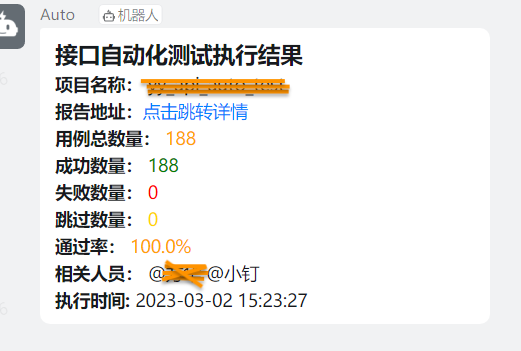 Auto 机器人
接口自动化测试执行结果
项目名称:
报告地址: 点击跳转详情
用例总数量: 188
成功数量: 188
失败数量: 0
跳过数量: 0
通过率: 100.0%
相关人员: @ @小钉
执行时间: 2023-03-02 15:23:27